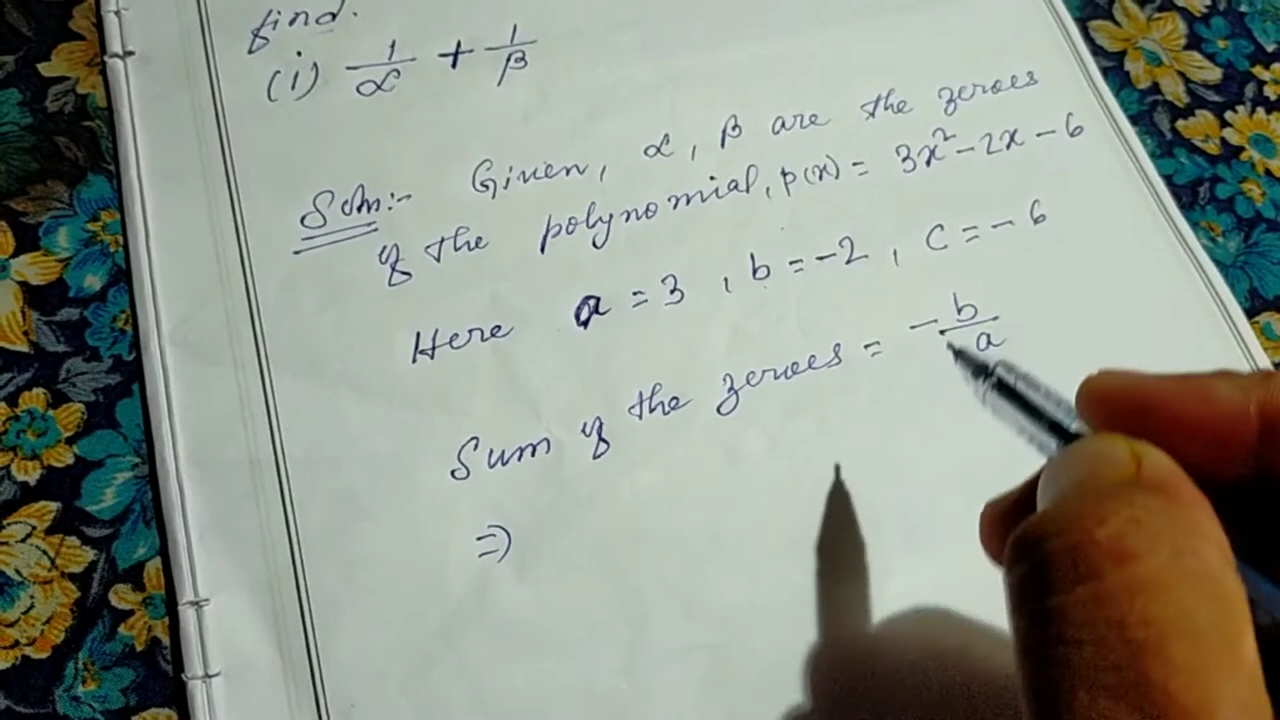 find.
(i) 1/α + 1/β
Soln:- Given, α, β are the zeroes
of the polynomial, p(x) = 3x² - 2x - 6
Here a = 3, b = -2, c = -6
Sum of the zeroes = -b/a
⇒